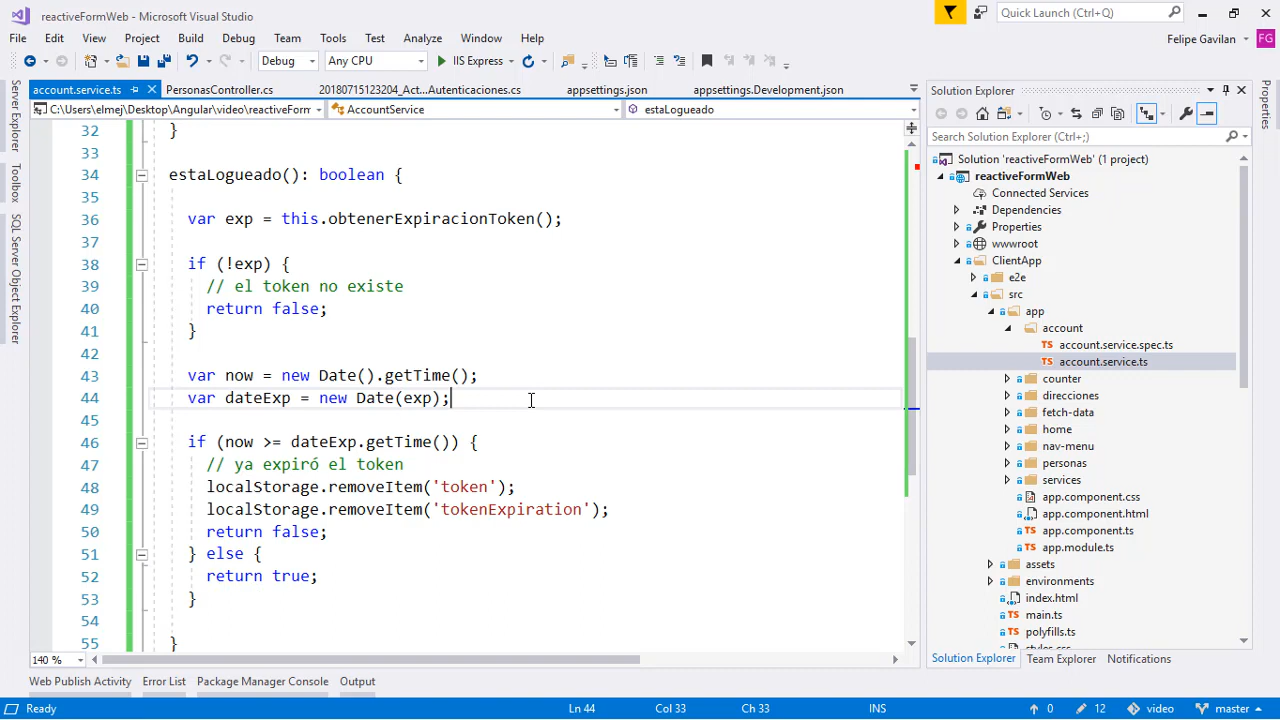 reactiveFormWeb - Microsoft Visual Studio
Quick Launch (Ctrl+Q)
File Edit View Project Build Debug Team Tools Test Analyze Window Help
Felipe Gavilan FG
Debug Any CPU IIS Express
account.service.ts PersonasController.cs 20180715123204_Act...Autenticaciones.cs appsettings.json appsettings.Development.json
C:\Users\elmej\Desktop\Angular\video\reactiveForm AccountService estaLogueado
Server Explorer
Toolbox
SQL Server Object Explorer
32 }
33
34 estaLogueado(): boolean {
35
36 var exp = this.obtenerExpiracionToken();
37
38 if (!exp) {
39 // el token no existe
40 return false;
41 }
42
43 var now = new Date().getTime();
44 var dateExp = new Date(exp);
45
46 if (now >= dateExp.getTime()) {
47 // ya expiró el token
48 localStorage.removeItem('token');
49 localStorage.removeItem('tokenExpiration');
50 return false;
51 } else {
52 return true;
53 }
54
55 }
140 %
Solution Explorer
Search Solution Explorer (Ctrl+;)
Solution 'reactiveFormWeb' (1 project)
reactiveFormWeb
Connected Services
Dependencies
Properties
wwwroot
ClientApp
e2e
src
app
account
account.service.spec.ts
account.service.ts
counter
direcciones
fetch-data
home
nav-menu
personas
services
app.component.css
app.component.html
app.component.ts
app.module.ts
assets
environments
index.html
main.ts
polyfills.ts
styles.css
Solution Explorer Team Explorer Notifications
Properties
Web Publish Activity Error List Package Manager Console Output
Ready Ln 44 Col 33 Ch 33 INS 0 12 video master